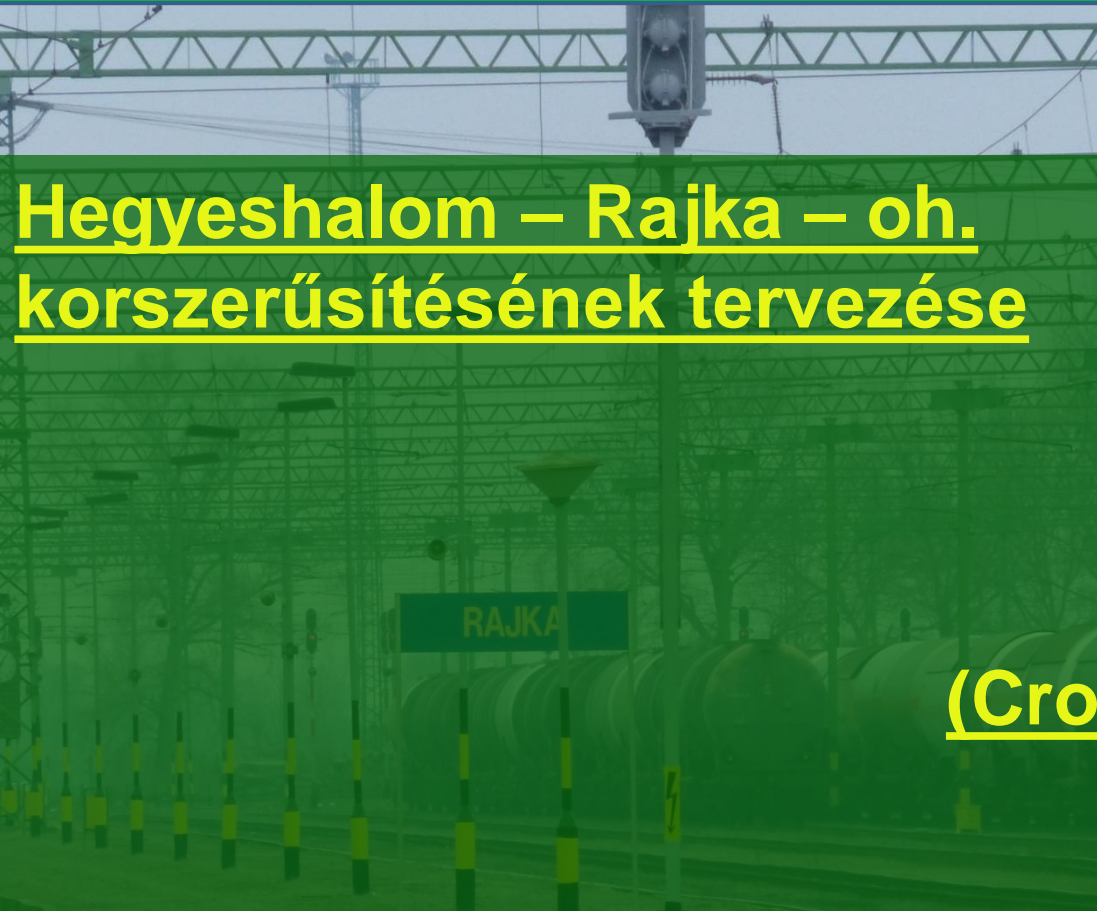 Hegyeshalom – Rajka – oh.
korszerűsítésének tervezése
RAJKA
(Cro